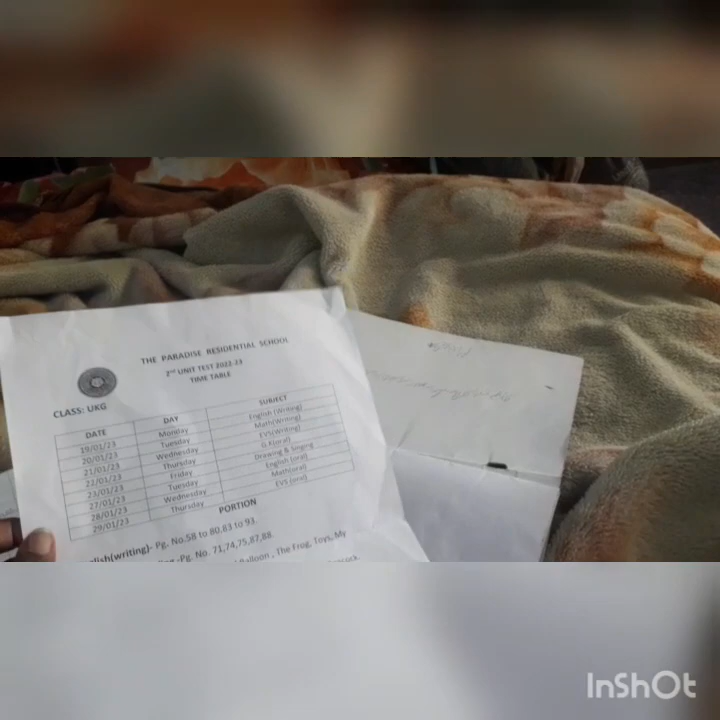 THE PARADISE RESIDENTIAL SCHOOL
2nd UNIT TEST 2022-23
TIME TABLE
CLASS: UKG
DATE DAY SUBJECT
19/01/23 Monday English (Writing)
20/01/23 Tuesday Math(Writing)
21/01/23 Wednesday EVS(Writing)
22/01/23 Thursday G.K(oral)
23/01/23 Friday Drawing & singing
27/01/23 Tuesday English (oral)
28/01/23 Wednesday Math(oral)
29/01/23 Thursday EVS (oral)
PORTION
lish(writing)- Pg. No.58 to 80.83 to 93.
-Pg. No. 71,74,75,87,88.
Balloon , The Frog, Toys, My
InShOt